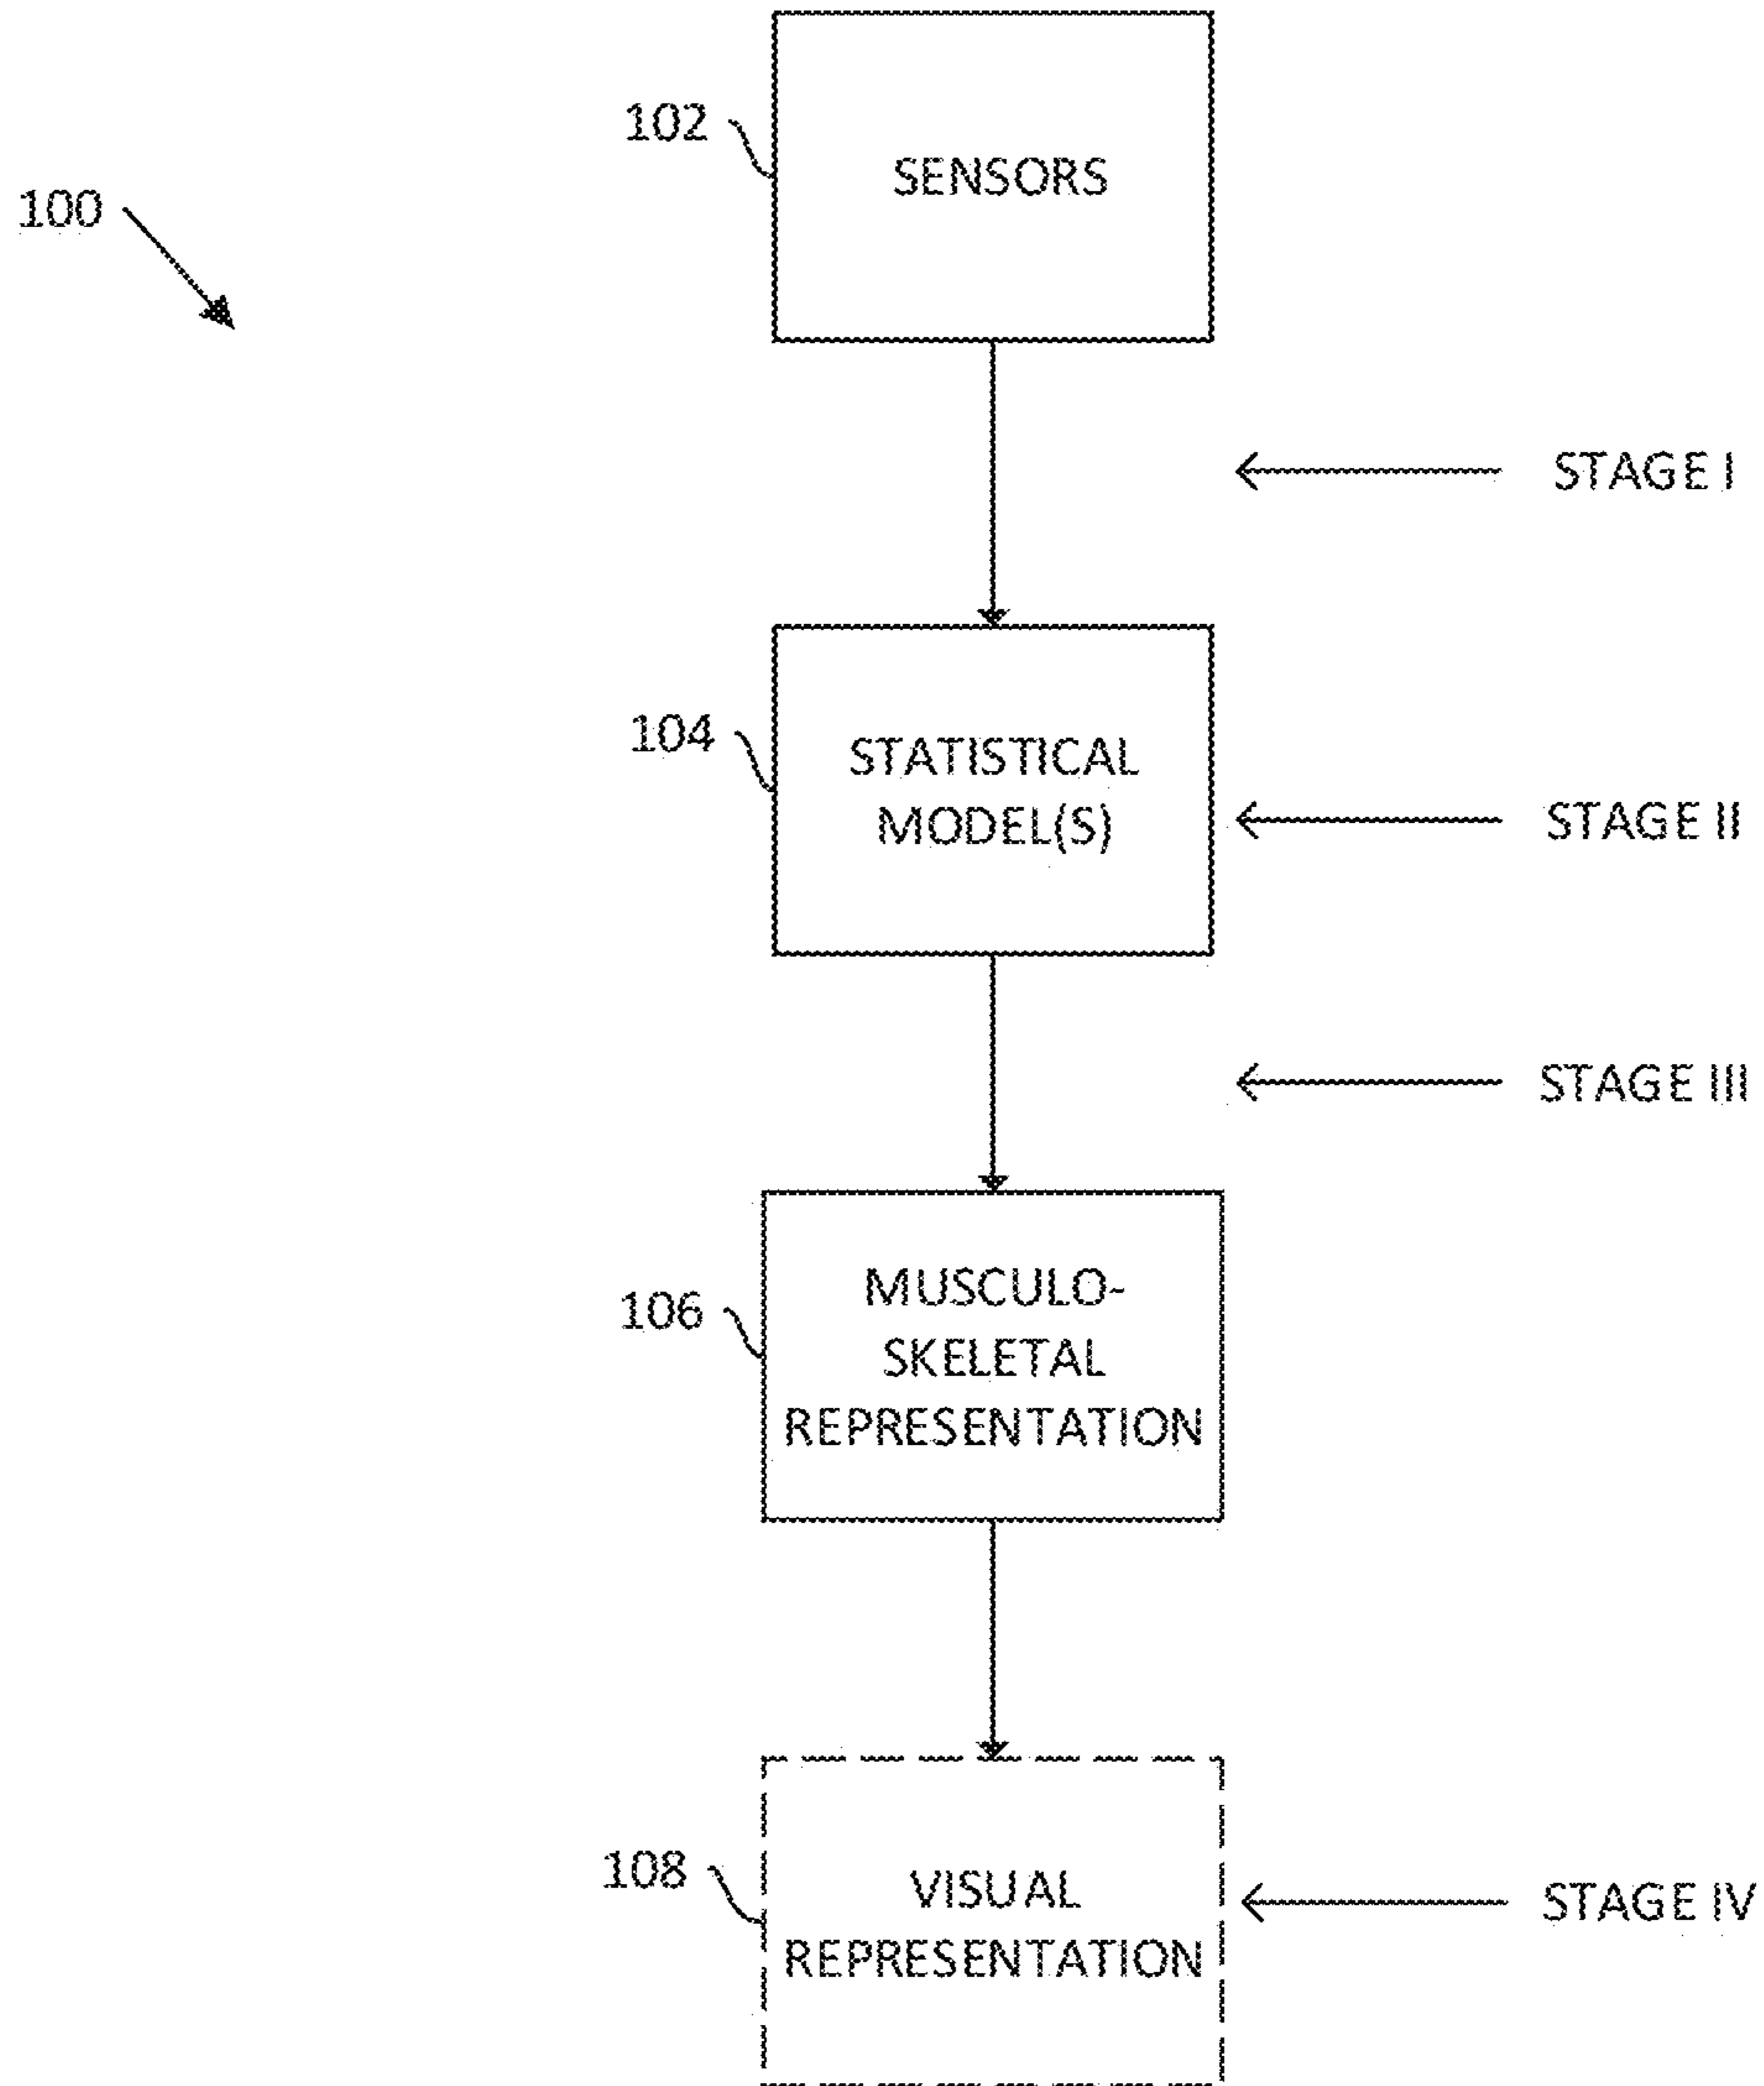 102
SENSORS
100
STAGE I
104
STATISTICAL
MODEL(S)
STAGE II
STAGE III
106
MUSCULO-
SKELETAL
REPRESENTATION
108
VISUAL
REPRESENTATION
STAGE IV